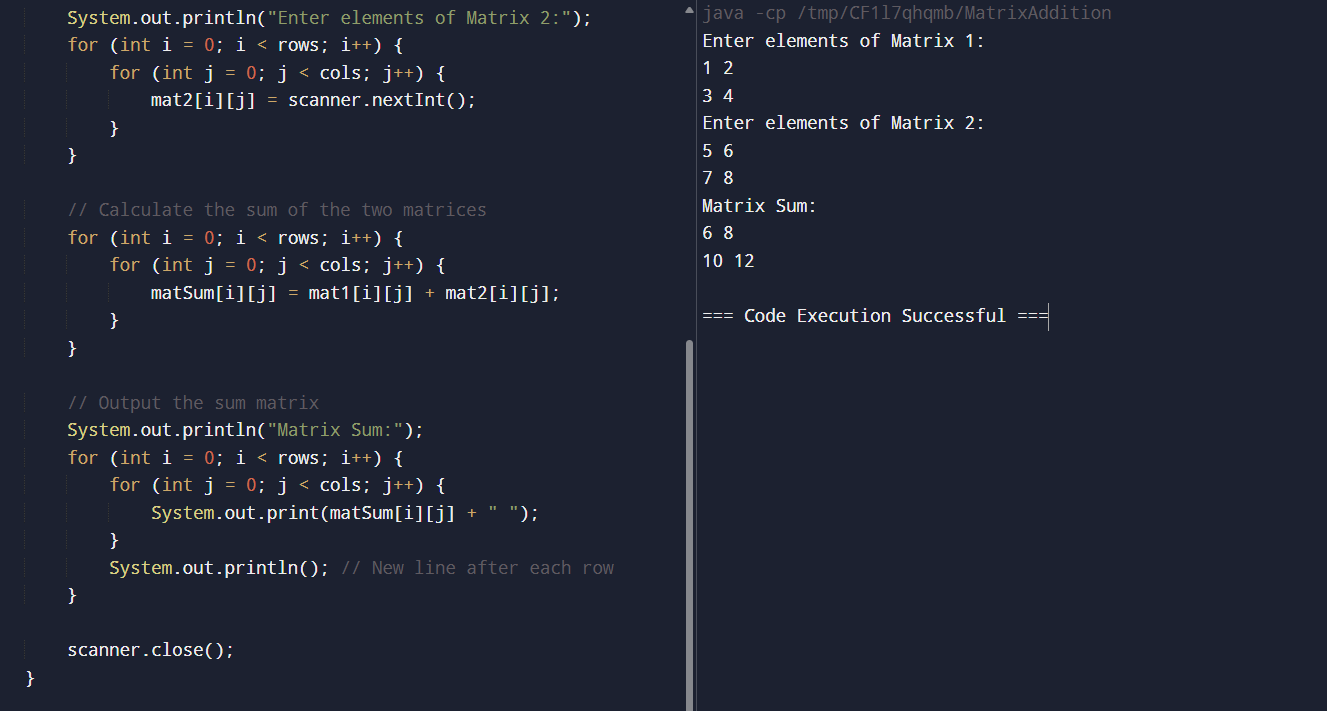 System.out.println("Enter elements of Matrix 2:");
for (int i = 0; i < rows; i++) {
for (int j = 0; j < cols; j++) {
mat2[i][j] = scanner.nextInt();
}
}
// Calculate the sum of the two matrices
for (int i = 0; i < rows; i++) {
for (int j = 0; j < cols; j++) {
matSum[i][j] = mat1[i][j] + mat2[i][j];
}
}
// Output the sum matrix
System.out.println("Matrix Sum:");
for (int i = 0; i < rows; i++) {
for (int j = 0; j < cols; j++) {
System.out.print(matSum[i][j] + " ");
}
System.out.println(); // New line after each row
}
scanner.close();
}
java -cp /tmp/CF1l7qhqmb/MatrixAddition
Enter elements of Matrix 1:
1 2
3 4
Enter elements of Matrix 2:
5 6
7 8
Matrix Sum:
6 8
10 12
=== Code Execution Successful ===